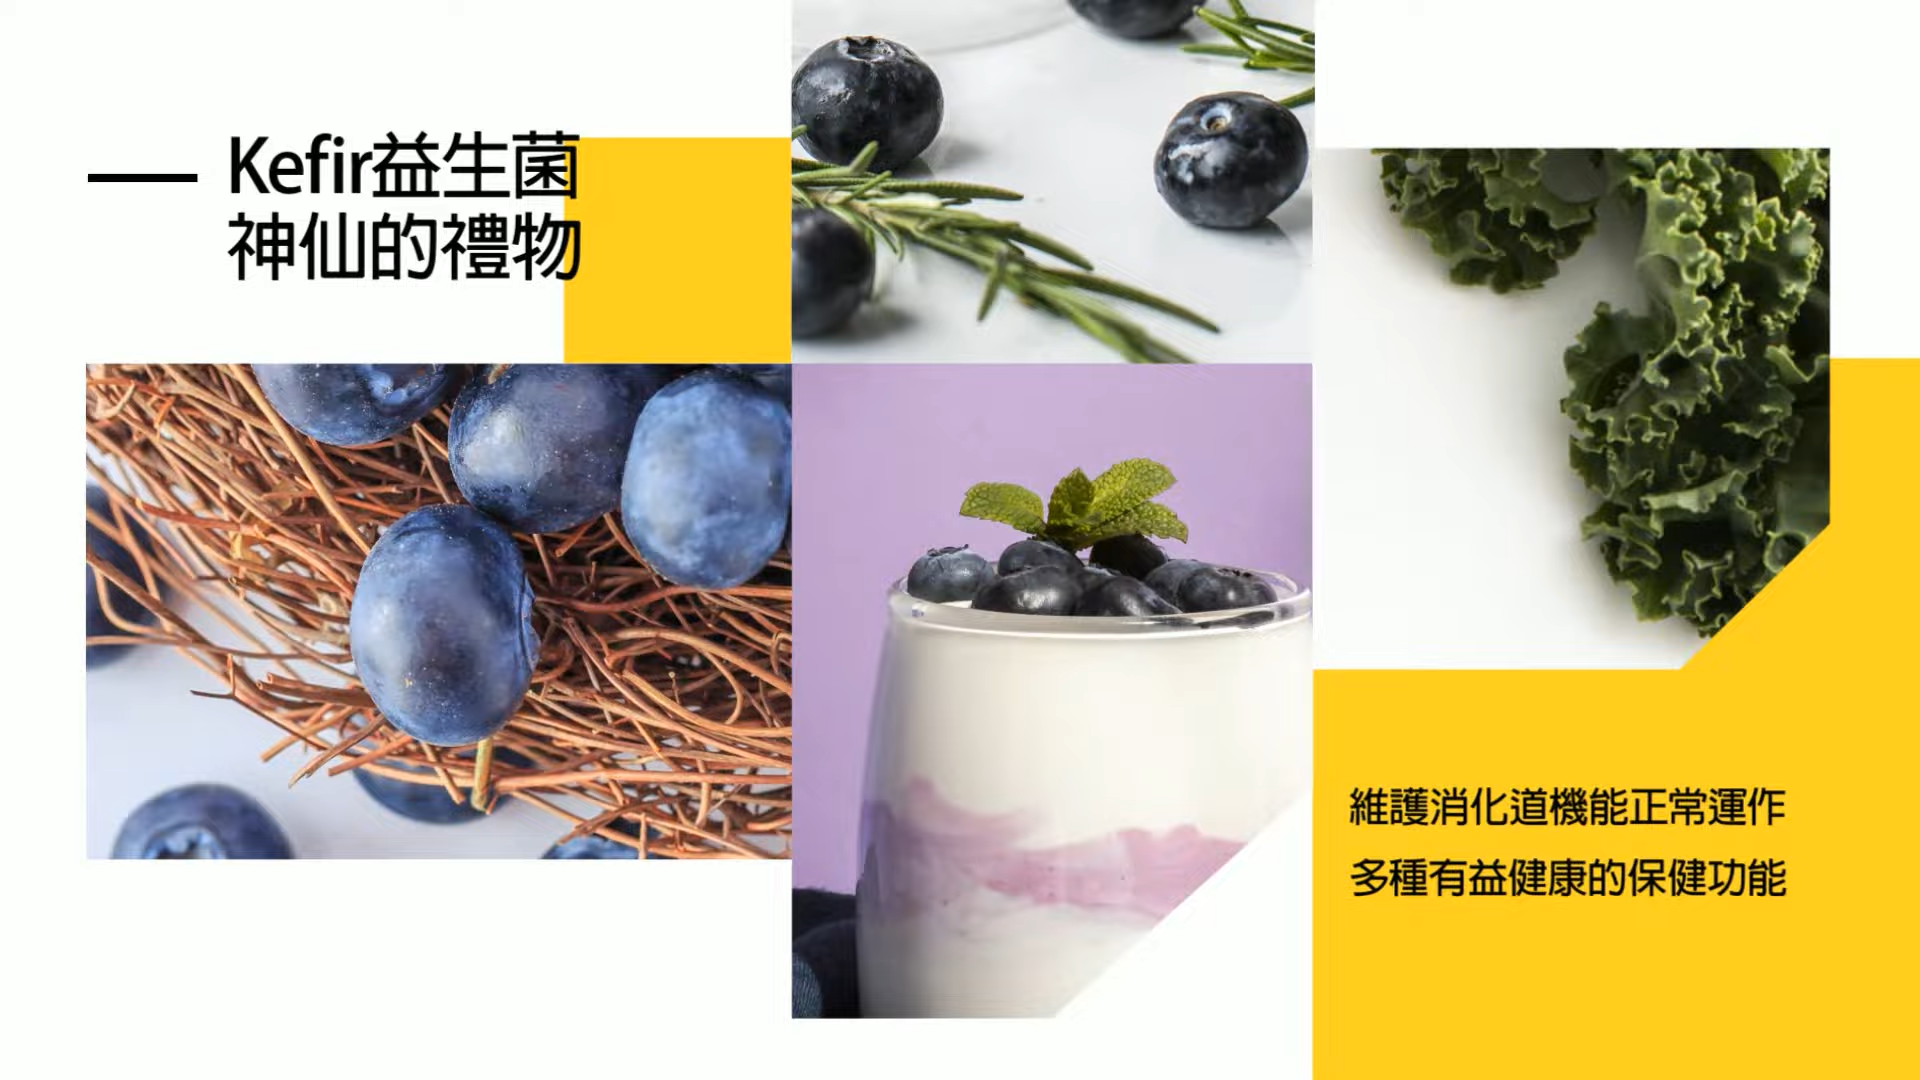 Kefir益生菌
神仙的禮物
維護消化道機能正常運作
多種有益健康的保健功能